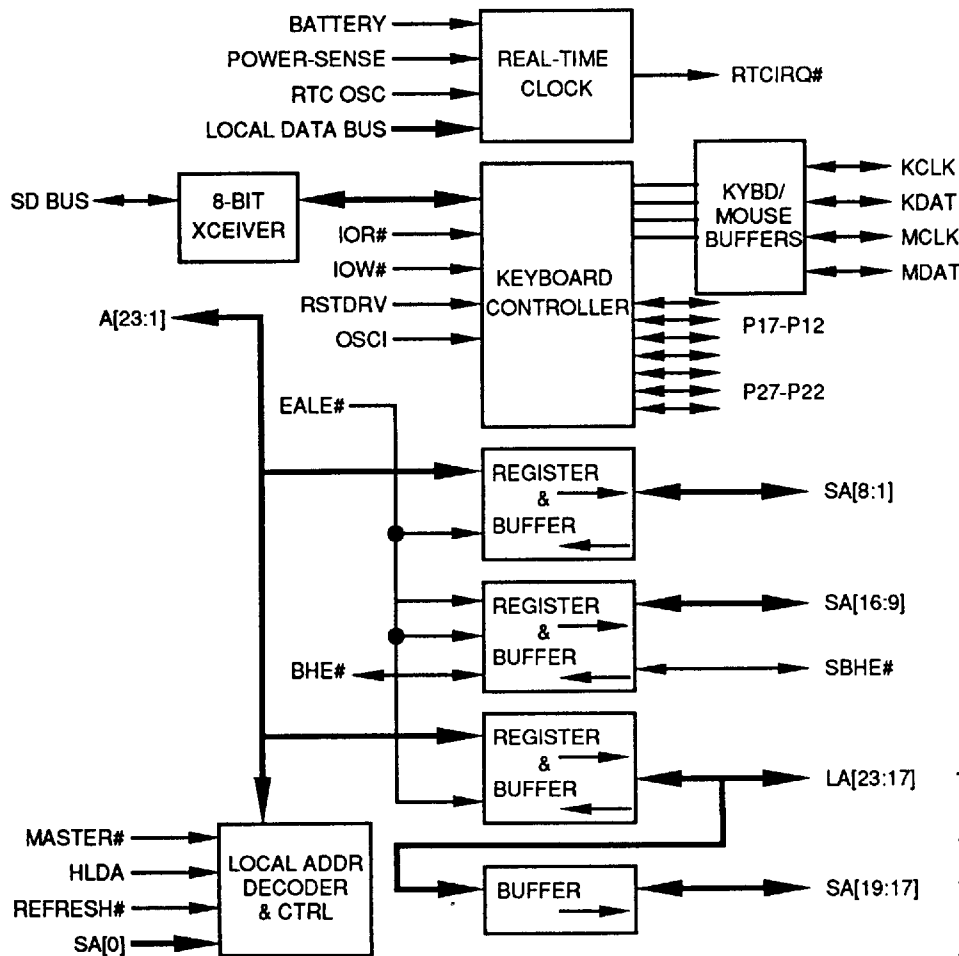 BATTERY
POWER-SENSE
RTC OSC
LOCAL DATA BUS
REAL-TIME
CLOCK
RTCIRQ#
SD BUS
8-BIT
XCEIVER
IOR#
IOW#
RSTDRV
OSCI
KEYBOARD
CONTROLLER
KYBD/
MOUSE
BUFFERS
KCLK
KDAT
MCLK
MDAT
P17-P12
P27-P22
A[23:1]
EALE#
REGISTER
&
BUFFER
SA[8:1]
REGISTER
&
BUFFER
SA[16:9]
BHE#
SBHE#
REGISTER
&
BUFFER
LA[23:17]
MASTER#
HLDA
REFRESH#
SA[0]
LOCAL ADDR
DECODER
& CTRL
BUFFER
SA[19:17]